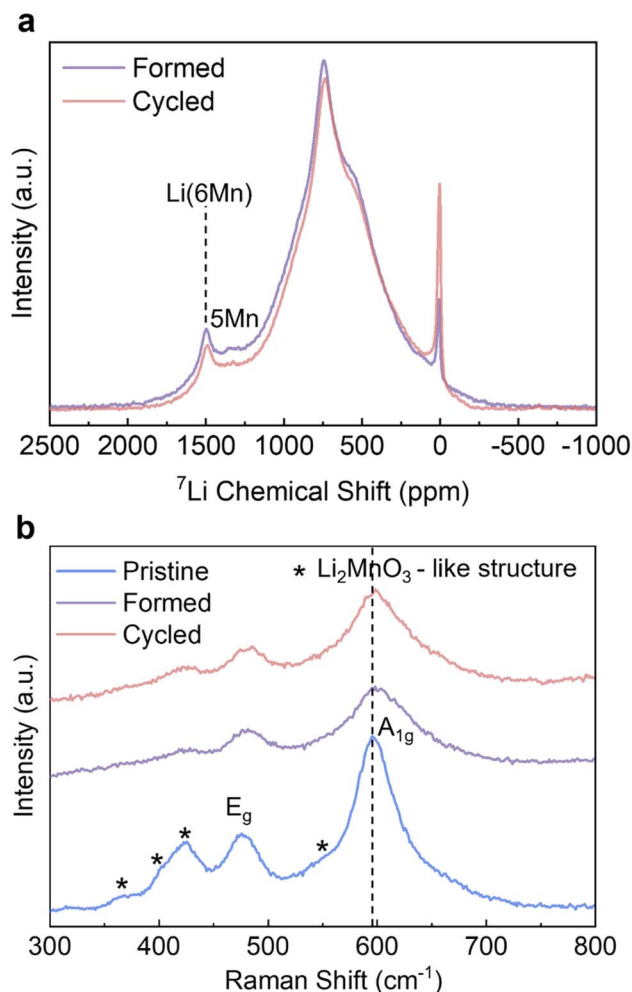 a
Formed
Cycled
Li(6Mn)
5Mn
Intensity (a.u.)
2500 2000 1500 1000 500 0 -500 -1000
⁷Li Chemical Shift (ppm)
b
Pristine
Formed
Cycled
* Li₂MnO₃ - like structure
A₁g
E_g
* * * *
Intensity (a.u.)
300 400 500 600 700 800
Raman Shift (cm⁻¹)